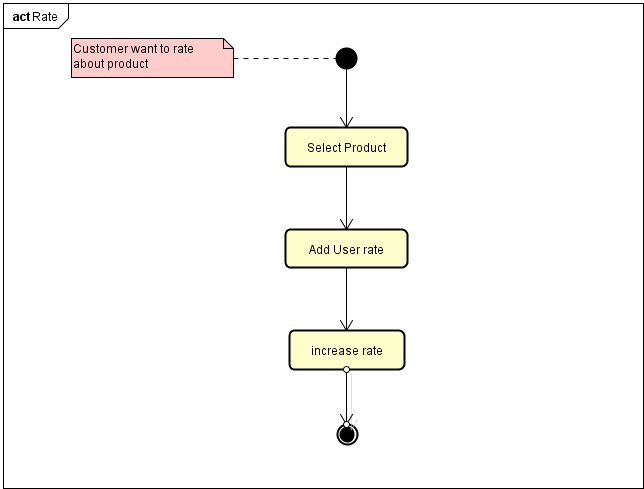 act Rate
Customer want to rate
about product
Select Product
Add User rate
increase rate